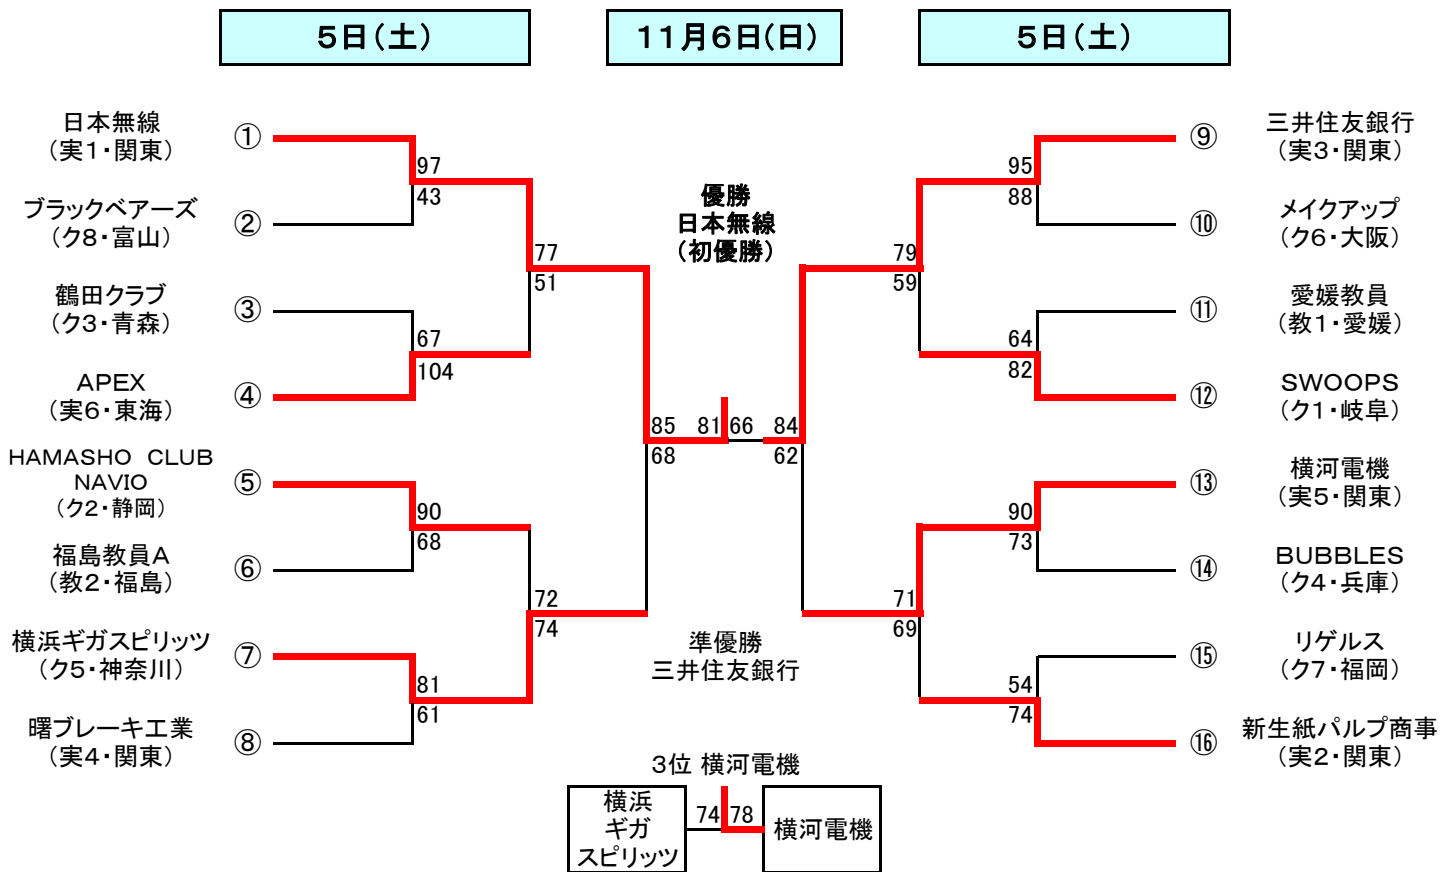 5日(土)
11月6日(日)
5日(土)
日本無線
(実1・関東)
①
ブラックベアーズ
(ク8・富山)
②
97
43
鶴田クラブ
(ク3・青森)
③
APEX
(実6・東海)
④
67
104
77
51
HAMASHO CLUB
NAVIO
(ク2・静岡)
⑤
福島教員A
(教2・福島)
⑥
90
68
横浜ギガスピリッツ
(ク5・神奈川)
⑦
曙ブレーキ工業
(実4・関東)
⑧
81
61
72
74
85
68
優勝
日本無線
(初優勝)
81 66
84
62
準優勝
三井住友銀行
⑨
三井住友銀行
(実3・関東)
⑩
メイクアップ
(ク6・大阪)
95
88
⑪
愛媛教員
(教1・愛媛)
⑫
SWOOPS
(ク1・岐阜)
64
82
79
59
⑬
横河電機
(実5・関東)
⑭
BUBBLES
(ク4・兵庫)
90
73
⑮
リゲルス
(ク7・福岡)
⑯
新生紙パルプ商事
(実2・関東)
54
74
71
69
3位 横河電機
横浜
ギガ
スピリッツ
74 78
横河電機